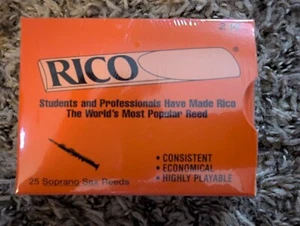 RICO
Students and Professionals Have Made Rico
The World's Most Popular Reed
• CONSISTENT
• ECONOMICAL
• HIGHLY PLAYABLE
25 Soprano Sax Reeds